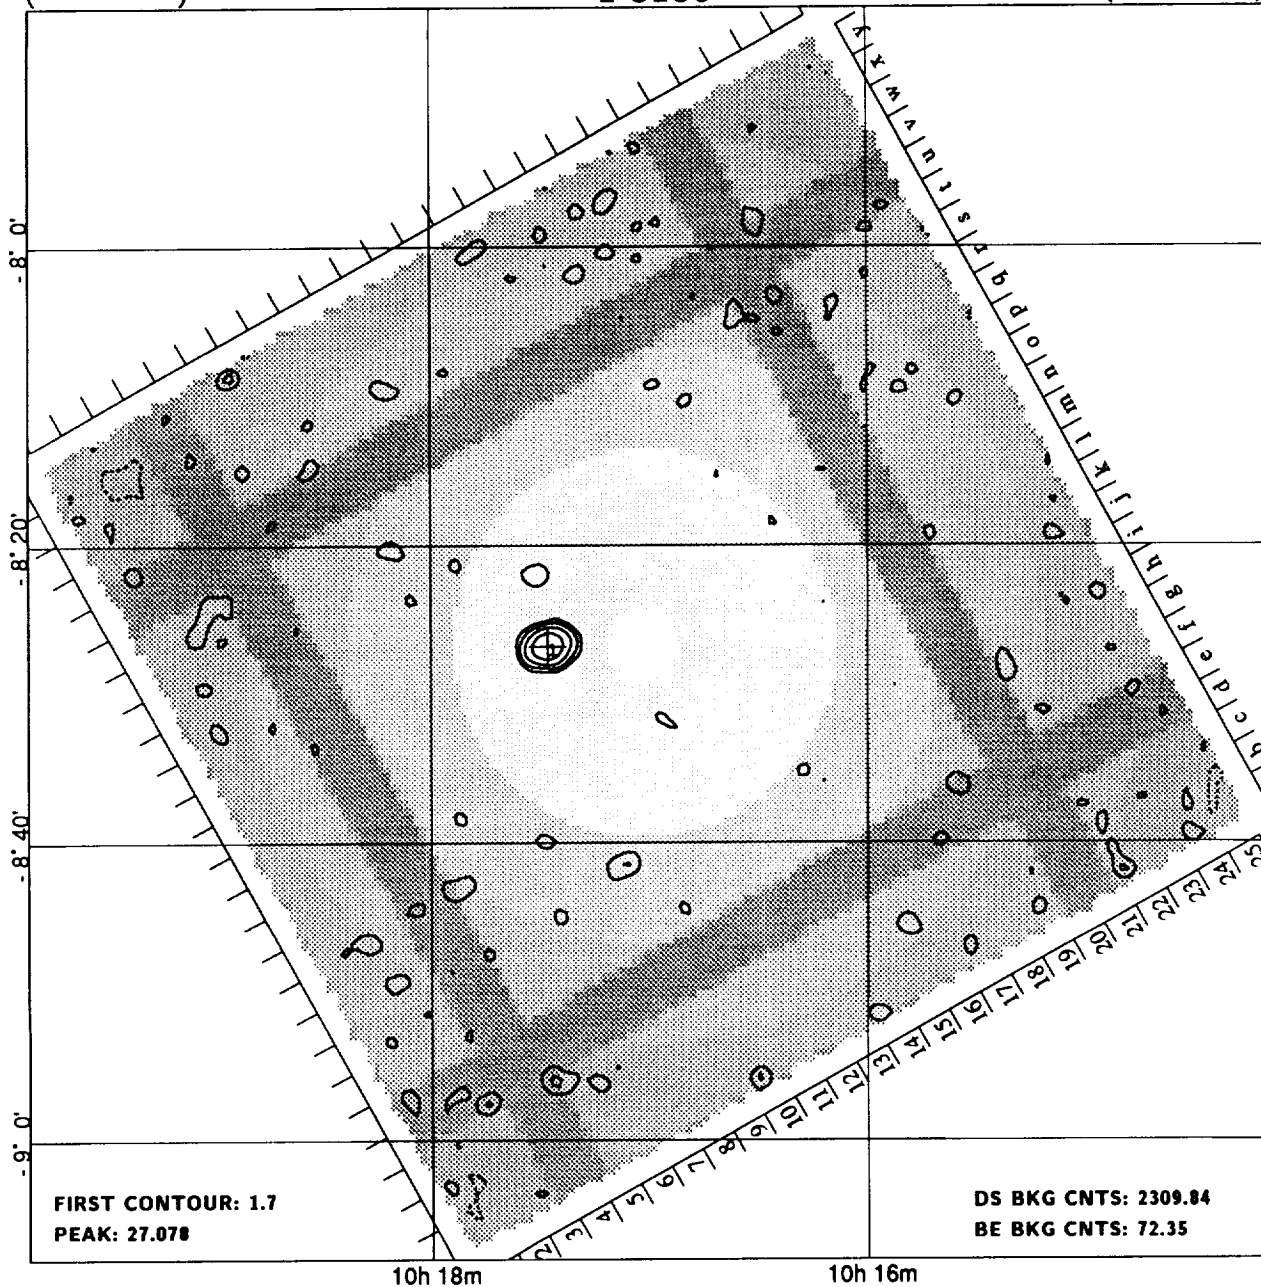 y
x
w
v
u
t
s
r
q
p
o
n
m
l
k
j
i
h
g
f
e
d
c
b
-8° 0'
-8° 20'
-8° 40'
-9° 0'
25
24
23
22
21
20
19
18
17
16
15
14
13
12
11
10
9
8
7
6
5
4
3
2
FIRST CONTOUR: 1.7
PEAK: 27.078
DS BKG CNTS: 2309.84
BE BKG CNTS: 72.35
10h 18m
10h 16m